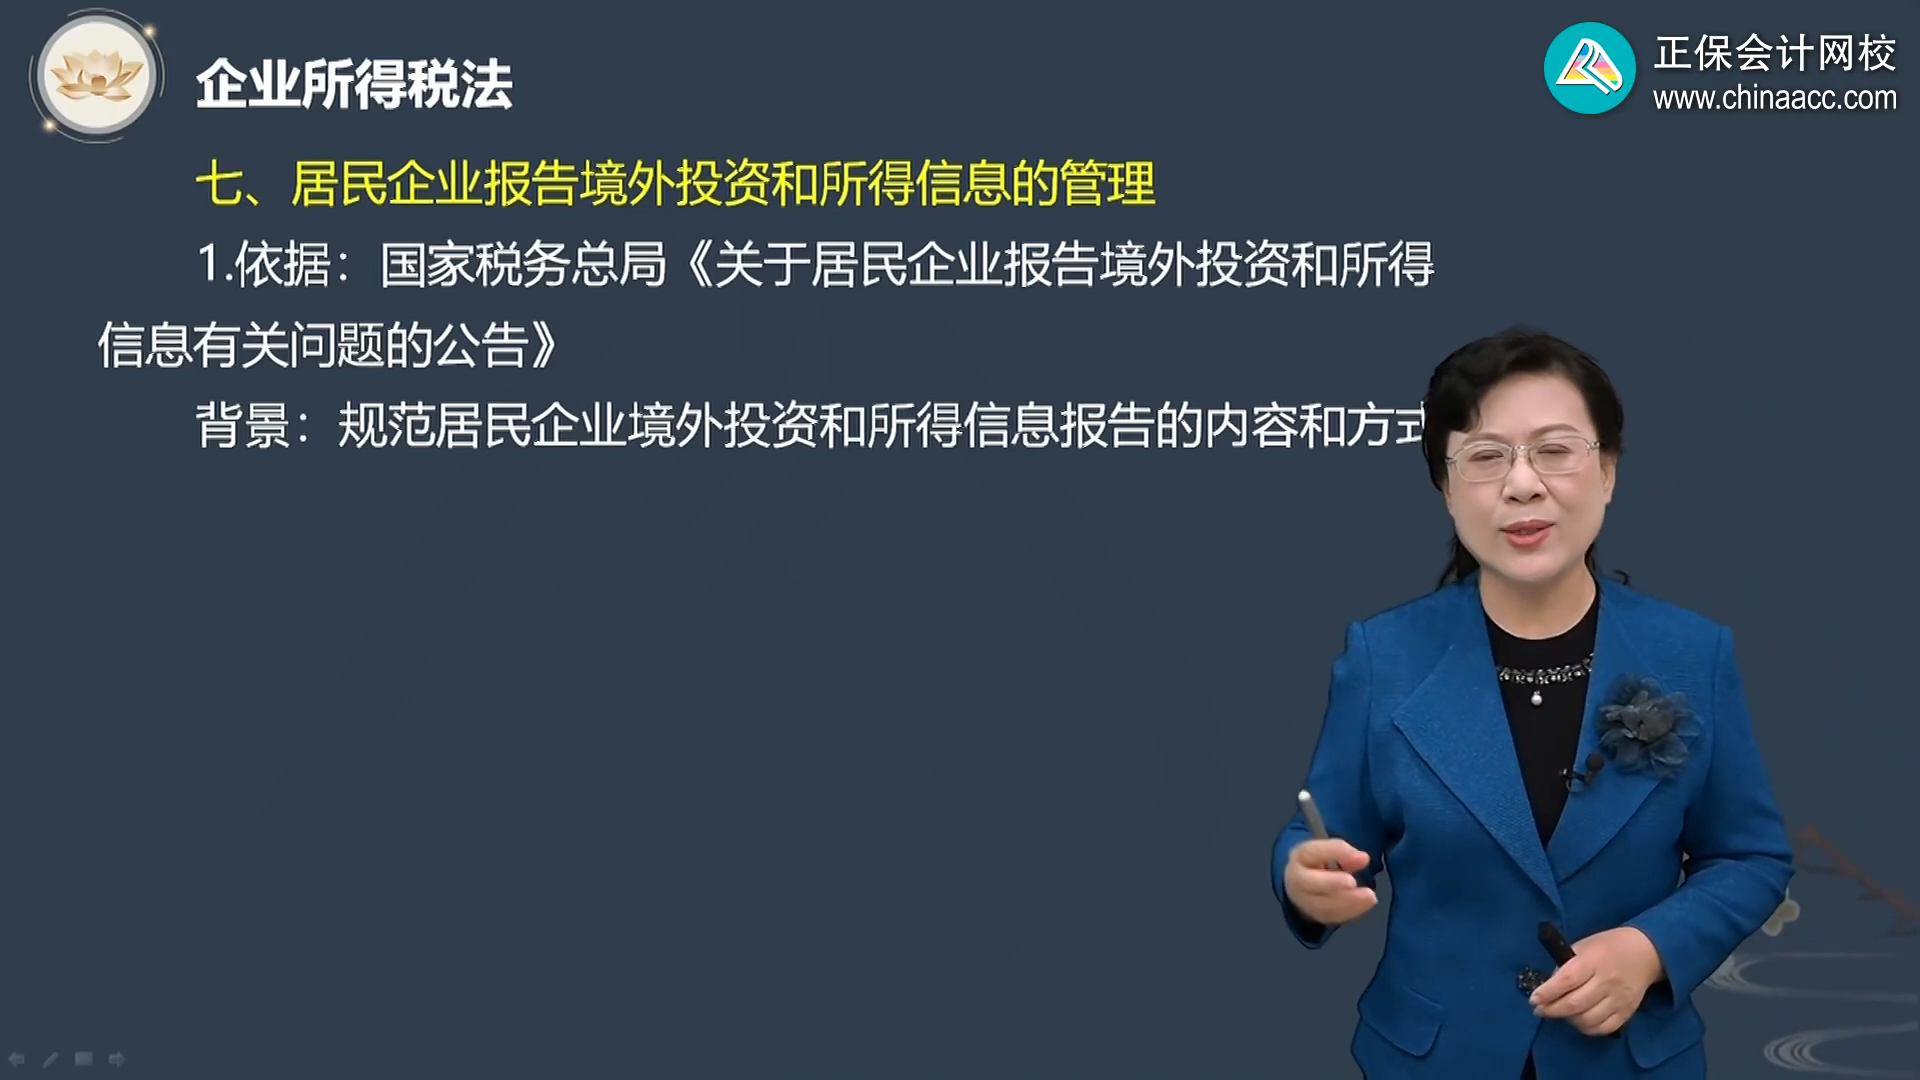 企业所得税法
正保会计网校
www.chinaacc.com
七、居民企业报告境外投资和所得信息的管理
1.依据：国家税务总局《关于居民企业报告境外投资和所得
信息有关问题的公告》
背景：规范居民企业境外投资和所得信息报告的内容和方式